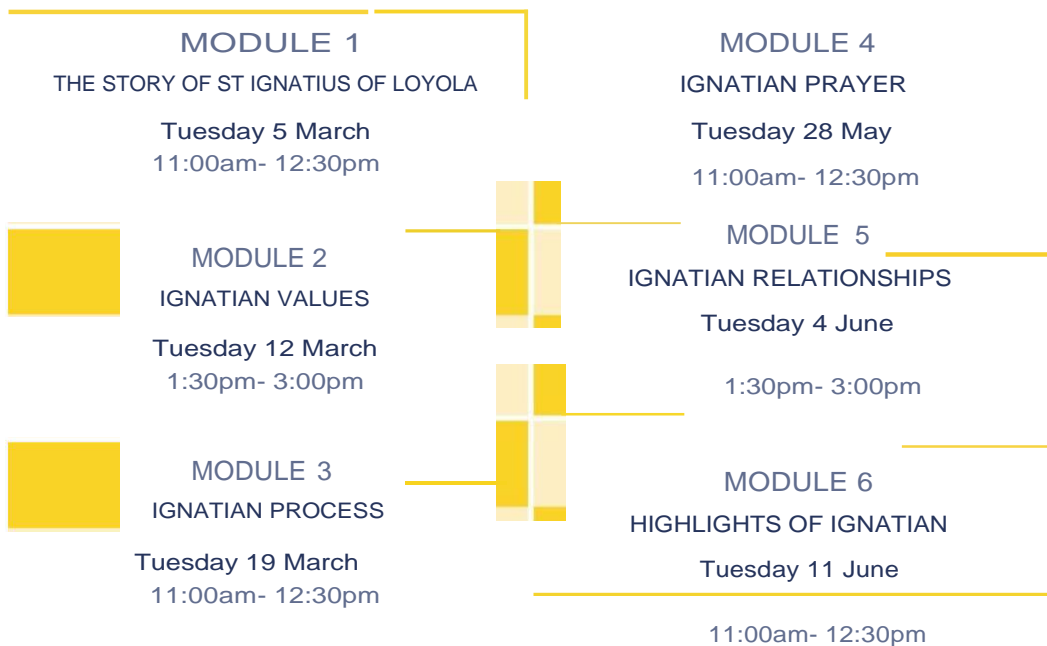 MODULE 1
THE STORY OF ST IGNATIUS OF LOYOLA
Tuesday 5 March
11:00am- 12:30pm
MODULE 2
IGNATIAN VALUES
Tuesday 12 March
1:30pm- 3:00pm
MODULE 3
IGNATIAN PROCESS
Tuesday 19 March
11:00am- 12:30pm
MODULE 4
IGNATIAN PRAYER
Tuesday 28 May
11:00am- 12:30pm
MODULE 5
IGNATIAN RELATIONSHIPS
Tuesday 4 June
1:30pm- 3:00pm
MODULE 6
HIGHLIGHTS OF IGNATIAN
Tuesday 11 June
11:00am- 12:30pm